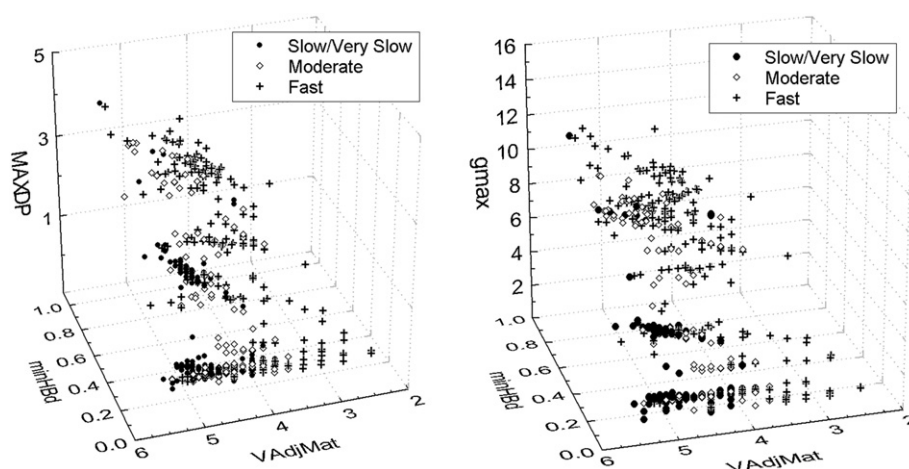 Slow/Very Slow
Moderate
Fast
5
3
1
MAXDP
1.0
0.8
0.6
0.4
0.2
0.0
minHBd
6
5
4
3
2
VAdjMat
Slow/Very Slow
Moderate
Fast
16
14
12
10
8
6
4
2
gmax
1.0
0.8
0.6
0.4
0.2
0.0
minHBd
6
5
4
3
2
VAdjMat